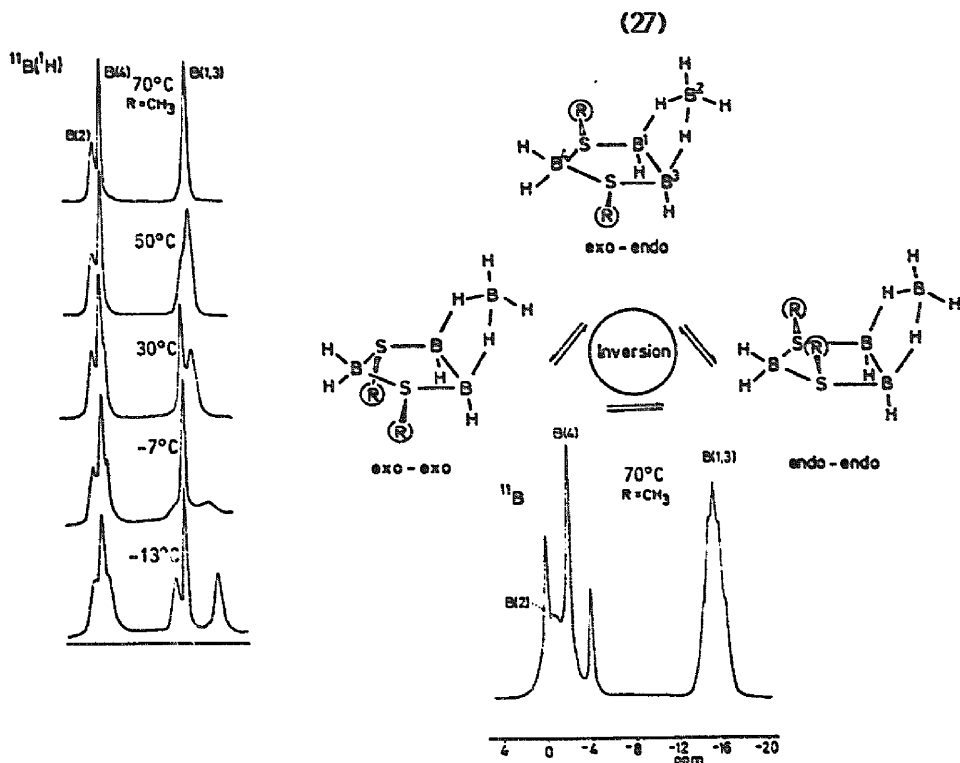 (27)
¹¹B{¹H}
B(4)
70°C
R=CH₃
B(1,3)
B(2)
50°C
30°C
-7°C
-13°C
R
H
S
B⁴
H
B¹
H
B²
H
H
H
S
R
B³
H
exo-endo
H
H
B
H
H
S
B
H
H
B
H
R
S
B
H
R
exo-exo
Inversion
H
H
B
H
R
H
S
R
B
H
H
B
H
S
B
H
endo-endo
¹¹B
B(4)
70°C
R=CH₃
B(1,3)
B(2)
4 0 -4 -8 -12 -16 -20
ppm